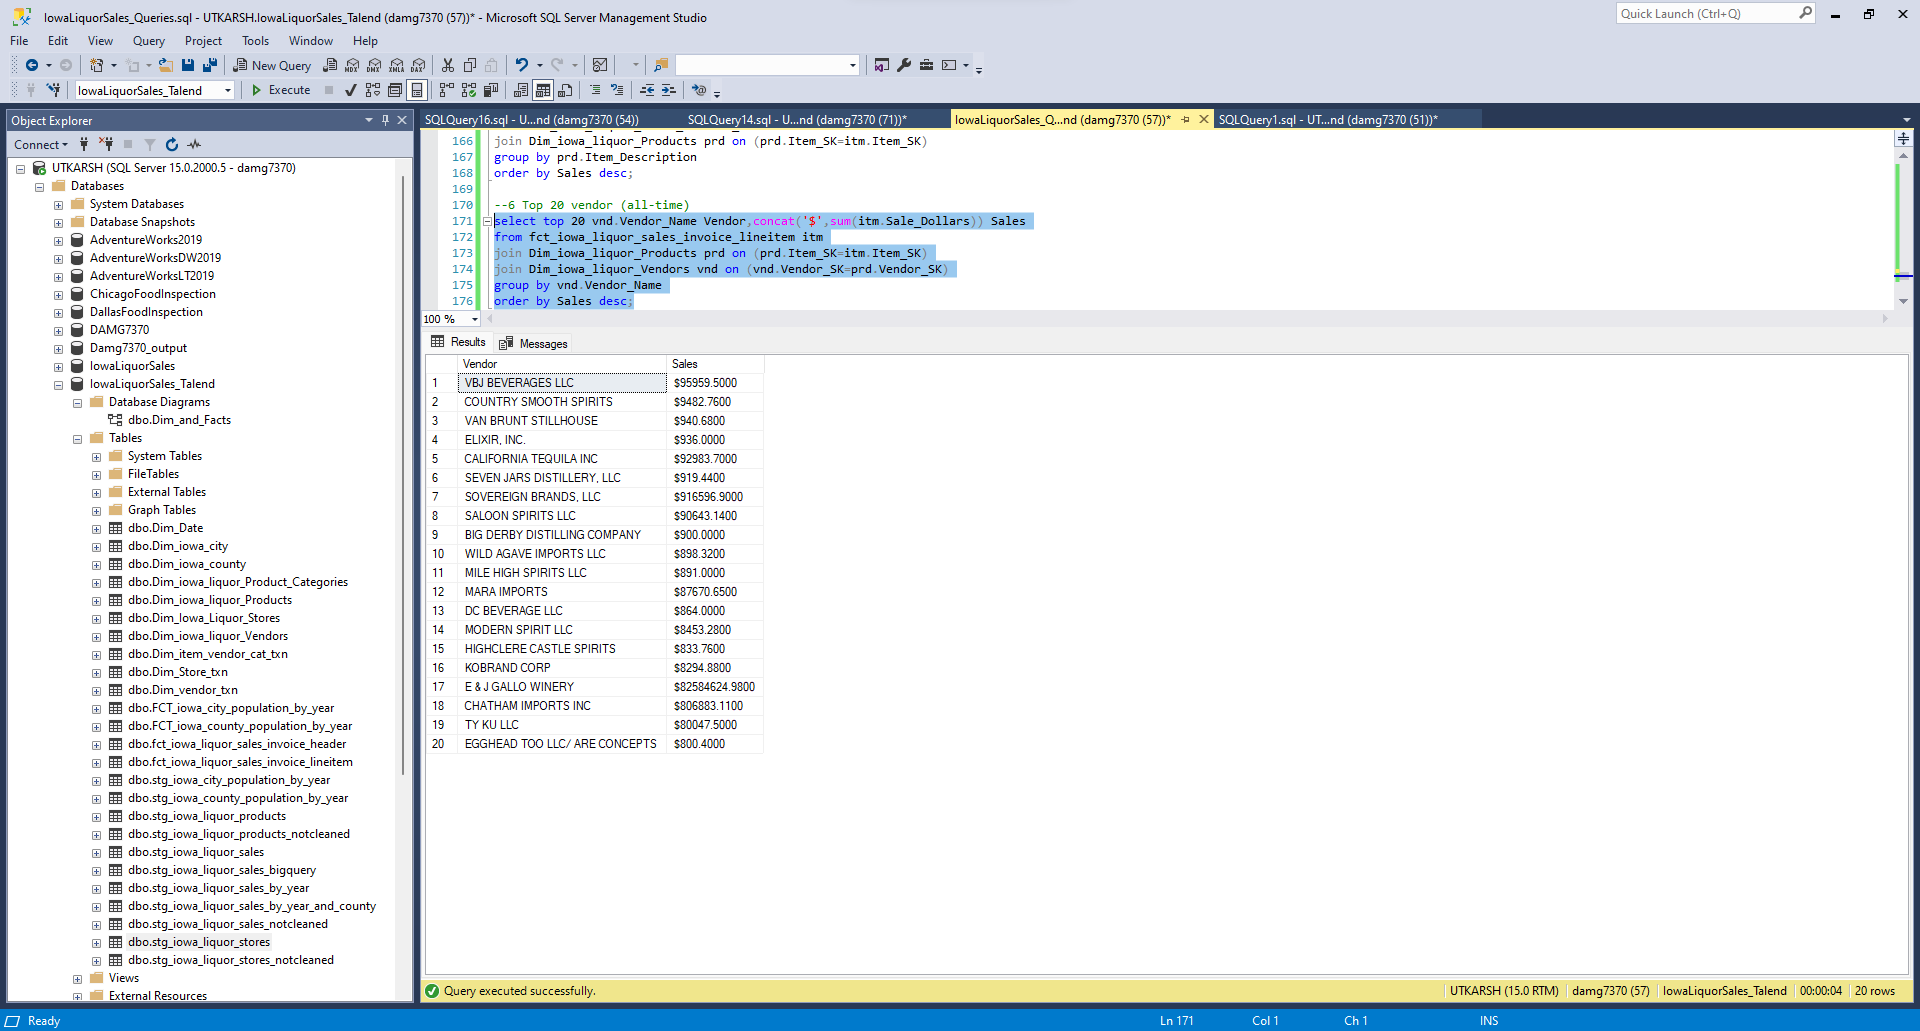 IowaLiquorSales_Queries.sql - UTKARSH.IowaLiquorSales_Talend (damg7370 (57))* - Microsoft SQL Server Management Studio
Quick Launch (Ctrl+Q)
File Edit View Query Project Tools Window Help
New Query MDX DMX XMLA DAX
IowaLiquorSales_Talend Execute
Object Explorer
Connect
UTKARSH (SQL Server 15.0.2000.5 - damg7370)
Databases
System Databases
Database Snapshots
AdventureWorks2019
AdventureWorksDW2019
AdventureWorksLT2019
ChicagoFoodInspection
DallasFoodInspection
DAMG7370
Damg7370_output
IowaLiquorSales
IowaLiquorSales_Talend
Database Diagrams
dbo.Dim_and_Facts
Tables
System Tables
FileTables
External Tables
Graph Tables
dbo.Dim_Date
dbo.Dim_iowa_city
dbo.Dim_iowa_county
dbo.Dim_iowa_liquor_Product_Categories
dbo.Dim_iowa_liquor_Products
dbo.Dim_Iowa_Liquor_Stores
dbo.Dim_iowa_liquor_Vendors
dbo.Dim_item_vendor_cat_txn
dbo.Dim_Store_txn
dbo.Dim_vendor_txn
dbo.FCT_iowa_city_population_by_year
dbo.FCT_iowa_county_population_by_year
dbo.fct_iowa_liquor_sales_invoice_header
dbo.fct_iowa_liquor_sales_invoice_lineitem
dbo.stg_iowa_city_population_by_year
dbo.stg_iowa_county_population_by_year
dbo.stg_iowa_liquor_products
dbo.stg_iowa_liquor_products_notcleaned
dbo.stg_iowa_liquor_sales
dbo.stg_iowa_liquor_sales_bigquery
dbo.stg_iowa_liquor_sales_by_year
dbo.stg_iowa_liquor_sales_by_year_and_county
dbo.stg_iowa_liquor_sales_notcleaned
dbo.stg_iowa_liquor_stores
dbo.stg_iowa_liquor_stores_notcleaned
Views
External Resources
SQLQuery16.sql - U...nd (damg7370 (54)) SQLQuery14.sql - U...nd (damg7370 (71))* IowaLiquorSales_Q...nd (damg7370 (57))* SQLQuery1.sql - UT...nd (damg7370 (51))*
166 join Dim_iowa_liquor_Products prd on (prd.Item_SK=itm.Item_SK)
167 group by prd.Item_Description
168 order by Sales desc;
169
170 --6 Top 20 vendor (all-time)
171 select top 20 vnd.Vendor_Name Vendor,concat('$',sum(itm.Sale_Dollars)) Sales
172 from fct_iowa_liquor_sales_invoice_lineitem itm
173 join Dim_iowa_liquor_Products prd on (prd.Item_SK=itm.Item_SK)
174 join Dim_iowa_liquor_Vendors vnd on (vnd.Vendor_SK=prd.Vendor_SK)
175 group by vnd.Vendor_Name
176 order by Sales desc;
100 %
Results Messages
Vendor Sales
1 VBJ BEVERAGES LLC $95959.5000
2 COUNTRY SMOOTH SPIRITS $9482.7600
3 VAN BRUNT STILLHOUSE $940.6800
4 ELIXIR, INC. $936.0000
5 CALIFORNIA TEQUILA INC $92983.7000
6 SEVEN JARS DISTILLERY, LLC $919.4400
7 SOVEREIGN BRANDS, LLC $916596.9000
8 SALOON SPIRITS LLC $90643.1400
9 BIG DERBY DISTILLING COMPANY $900.0000
10 WILD AGAVE IMPORTS LLC $898.3200
11 MILE HIGH SPIRITS LLC $891.0000
12 MARA IMPORTS $87670.6500
13 DC BEVERAGE LLC $864.0000
14 MODERN SPIRIT LLC $8453.2800
15 HIGHCLERE CASTLE SPIRITS $833.7600
16 KOBRAND CORP $8294.8800
17 E & J GALLO WINERY $82584624.9800
18 CHATHAM IMPORTS INC $806883.1100
19 TY KU LLC $80047.5000
20 EGGHEAD TOO LLC/ ARE CONCEPTS $800.4000
Query executed successfully. UTKARSH (15.0 RTM) damg7370 (57) IowaLiquorSales_Talend 00:00:04 20 rows
Ready Ln 171 Col 1 Ch 1 INS